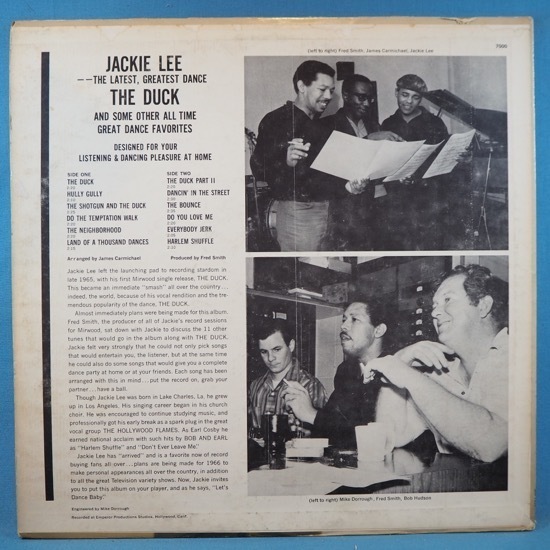 (left to right) Fred Smith, James Carmichael, Jackie Lee
JACKIE LEE
--THE LATEST, GREATEST DANCE
THE DUCK
AND SOME OTHER ALL TIME
GREAT DANCE FAVORITES
DESIGNED FOR YOUR
LISTENING & DANCING PLEASURE AT HOME
SIDE ONE
THE DUCK
HULLY GULLY
THE SHOTGUN AND THE DUCK
DO THE TEMPTATION WALK
THE NEIGHBORHOOD
LAND OF A THOUSAND DANCES
SIDE TWO
THE DUCK PART II
DANCIN' IN THE STREET
THE BOUNCE
DO YOU LOVE ME
EVERYBODY JERK
HARLEM SHUFFLE
Arranged by James Carmichael Produced by Fred Smith
Jackie Lee left the launching pad to recording stardom in
late 1965, with his first Mirwood single release, THE DUCK.
This became an immediate "smash" all over the country...
indeed, the world, because of his vocal rendition and the tre-
mendous popularity of the dance, THE DUCK.
Almost immediately plans were being made for this album.
Fred Smith, the producer of all of Jackie's record sessions
for Mirwood, sat down with Jackie to discuss the 11 other
tunes that would go in the album along with THE DUCK.
Jackie felt very strongly that he could not only pick songs
that would entertain you, the listener, but at the same time
he could also do some songs that would give you a complete
dance party at home or at your friends. Each song has been
arranged with this in mind...put the record on, grab your
partner...have a ball.
Though Jackie Lee was born in Lake Charles, La, he grew
up in Los Angeles. His singing career began in his church
choir. He was encouraged to continue studying music, and
professionally got his early break as a spark plug in the great
vocal group THE HOLLYWOOD FLAMES. As Earl Cosby he
earned national acclaim with such hits by BOB AND EARL
as "Harlem Shuffle" and "Don't Ever Leave Me."
Jackie Lee has "arrived" and is a favorite now of record
buying fans all over...plans are being made for 1966 to
make personal appearances all over the country, in addition
to all the great Television variety shows. Now, Jackie invites
you to put this album on your player, and as he says, "Let's
Dance Baby."
Engineered by Mike Dorrough
Recorded at Emperor Productions Studios, Hollywood, Calif.
(left to right) Mike Dorrough, Fred Smith, Bob Hudson